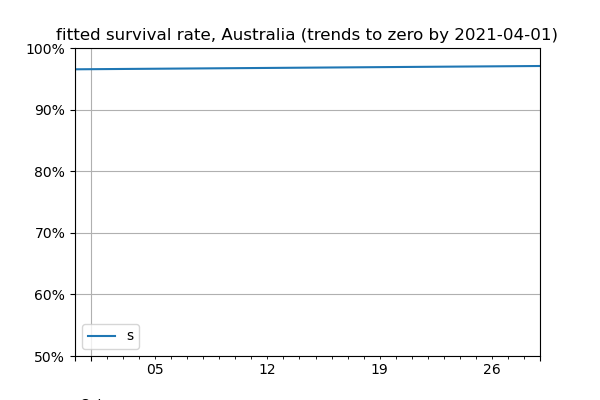 fitted survival rate, Australia (trends to zero by 2021-04-01)
100%
90%
80%
70%
60%
50%
s
05 12 19 26